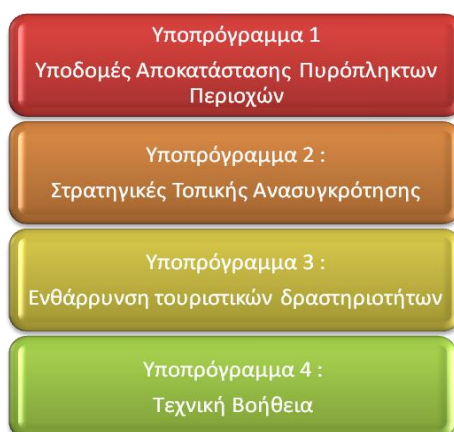 Υποπρόγραμμα 1
Υποδομές Αποκατάστασης Πυρόπληκτων
Περιοχών
Υποπρόγραμμα 2 :
Στρατηγικές Τοπικής Ανασυγκρότησης
Υποπρόγραμμα 3 :
Ενθάρρυνση τουριστικών δραστηριοτήτων
Υποπρόγραμμα 4 :
Τεχνική Βοήθεια